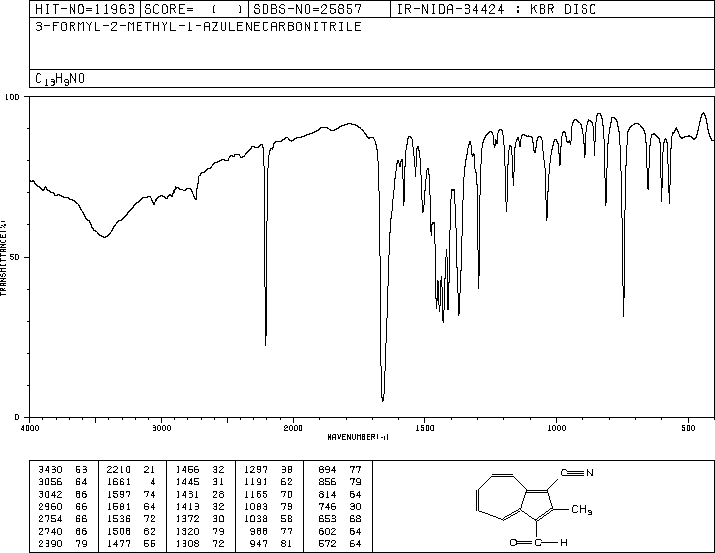 HIT-NO=11963 SCORE= ( ) SDBS-NO=25857 IR-NIDA-34424 : KBR DISC
3-FORMYL-2-METHYL-1-AZULENECARBONITRILE
C13H9NO
100
50
0
TRANSMITTANCE(%)
4000 3000 2000 1500 1000 500
WAVENUMBER(-1)
3430 53 2210 21 1456 32 1297 38 894 77
3056 64 1661 4 1445 31 1191 62 856 79
3042 66 1597 74 1431 28 1165 70 814 64
2960 66 1581 64 1413 32 1083 79 746 30
2754 66 1536 72 1372 30 1038 58 653 68
2740 66 1508 62 1320 79 988 77 602 64
2390 79 1477 55 1308 72 947 81 572 64
C≡N
CH3
O=C-H